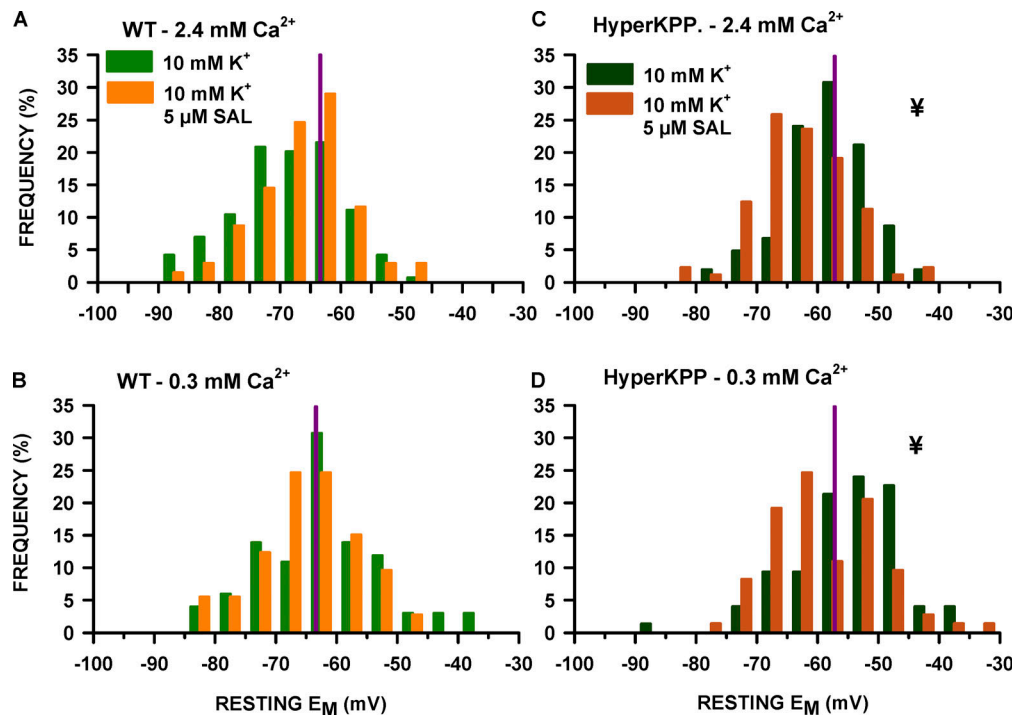 A
WT - 2.4 mM Ca²⁺
10 mM K⁺
10 mM K⁺
5 µM SAL
FREQUENCY (%)
35
30
25
20
15
10
5
0
-100 -90 -80 -70 -60 -50 -40 -30
C
HyperKPP. - 2.4 mM Ca²⁺
10 mM K⁺
10 mM K⁺
5 µM SAL
¥
35
30
25
20
15
10
5
0
-100 -90 -80 -70 -60 -50 -40 -30
B
WT - 0.3 mM Ca²⁺
FREQUENCY (%)
35
30
25
20
15
10
5
0
-100 -90 -80 -70 -60 -50 -40 -30
RESTING E_M (mV)
D
HyperKPP - 0.3 mM Ca²⁺
¥
35
30
25
20
15
10
5
0
-100 -90 -80 -70 -60 -50 -40 -30
RESTING E_M (mV)